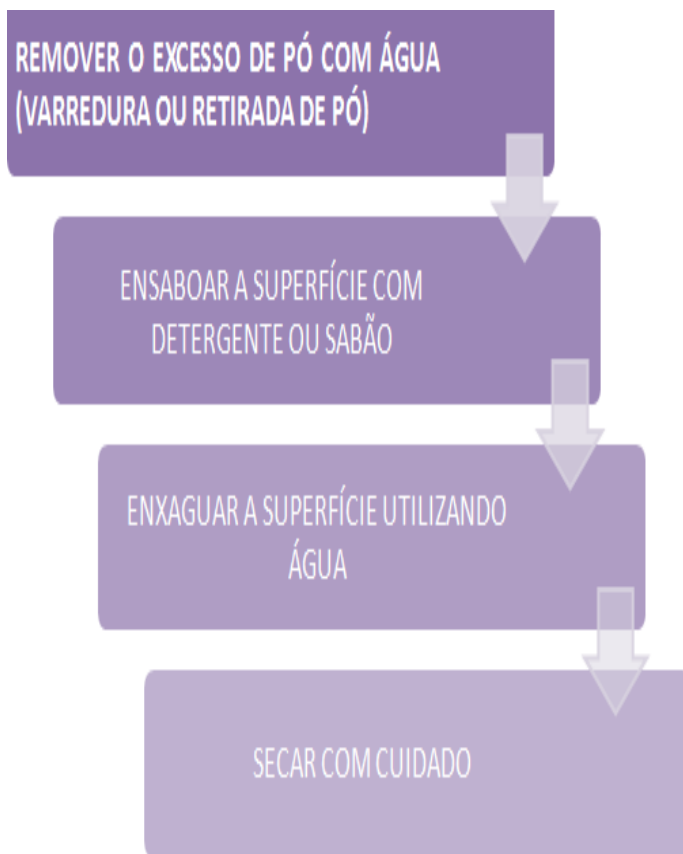 REMOVER O EXCESSO DE PÓ COM ÁGUA
(VARREDURA OU RETIRADA DE PÓ)
ENSABOAR A SUPERFÍCIE COM
DETERGENTE OU SABÃO
ENXAGUAR A SUPERFÍCIE UTILIZANDO
ÁGUA
SECAR COM CUIDADO